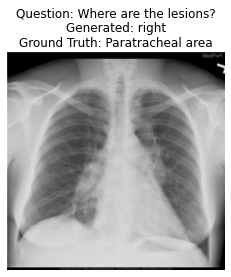 Question: Where are the lesions?
Generated: right
Ground Truth: Paratracheal area